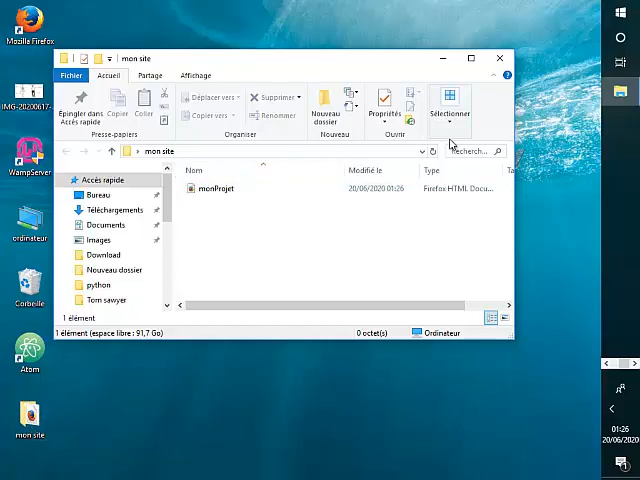 Mozilla Firefox
IMG-20200617-
WampServer
ordinateur
Corbeille
Atom
mon site
mon site
Fichier
Accueil
Partage
Affichage
Épingler dans Accès rapide
Copier
Coller
Presse-papiers
Déplacer vers
Copier vers
Supprimer
Renommer
Organiser
Nouveau dossier
Nouveau
Propriétés
Ouvrir
Sélectionner
mon site
Recherch...
Accès rapide
Bureau
Téléchargements
Documents
Images
Download
Nouveau dossier
python
Tom sawyer
Nom
Modifié le
Type
Ta
monProjet
20/06/2020 01:26
Firefox HTML Docu...
1 élément
1 élément (espace libre : 91,7 Go)
0 octet(s)
Ordinateur
01:26
20/06/2020
1